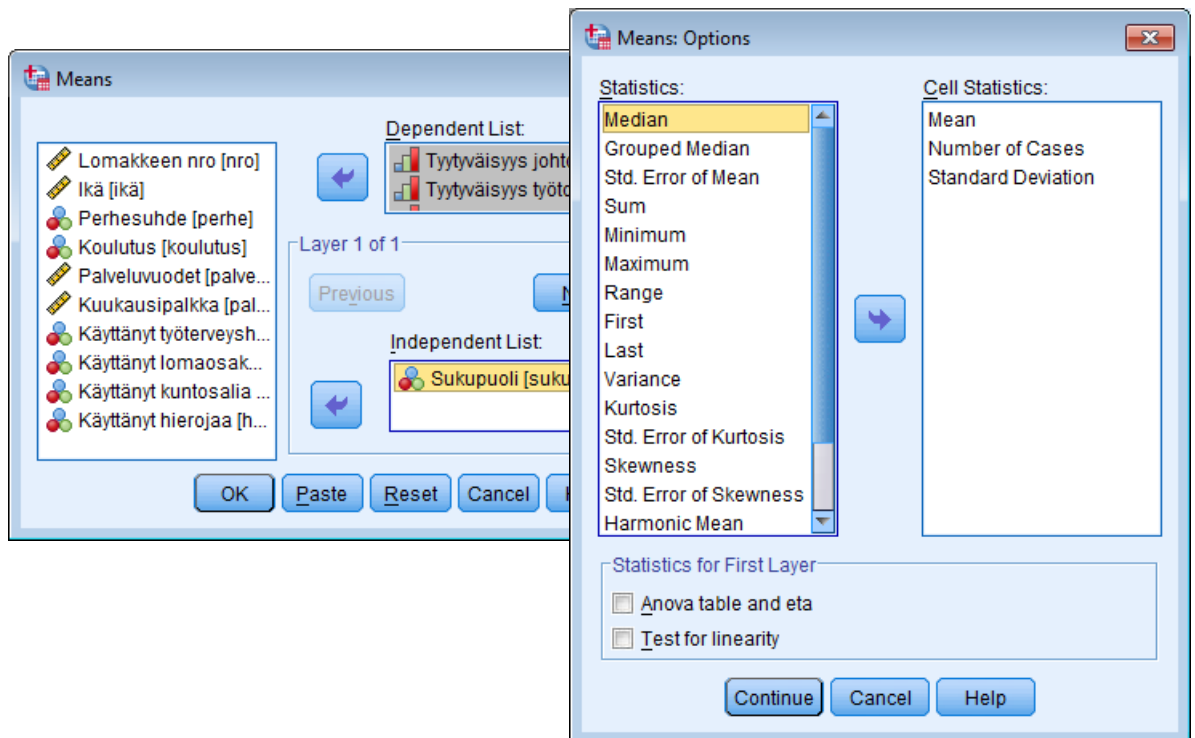 Means
Dependent List:
Lomakkeen nro [nro]
Ikä [ikä]
Perhesuhde [perhe]
Koulutus [koulutus]
Palveluvuodet [palve...
Kuukausipalkka [pal...
Käyttänyt työterveysh...
Käyttänyt lomaosak...
Käyttänyt kuntosalia ...
Käyttänyt hierojaa [h...
Tyytyväisyys johto
Tyytyväisyys työto
Layer 1 of 1
Previous
N
Independent List:
Sukupuoli [suku
OK
Paste
Reset
Cancel
Means: Options
Statistics:
Median
Grouped Median
Std. Error of Mean
Sum
Minimum
Maximum
Range
First
Last
Variance
Kurtosis
Std. Error of Kurtosis
Skewness
Std. Error of Skewness
Harmonic Mean
Cell Statistics:
Mean
Number of Cases
Standard Deviation
Statistics for First Layer
Anova table and eta
Test for linearity
Continue
Cancel
Help